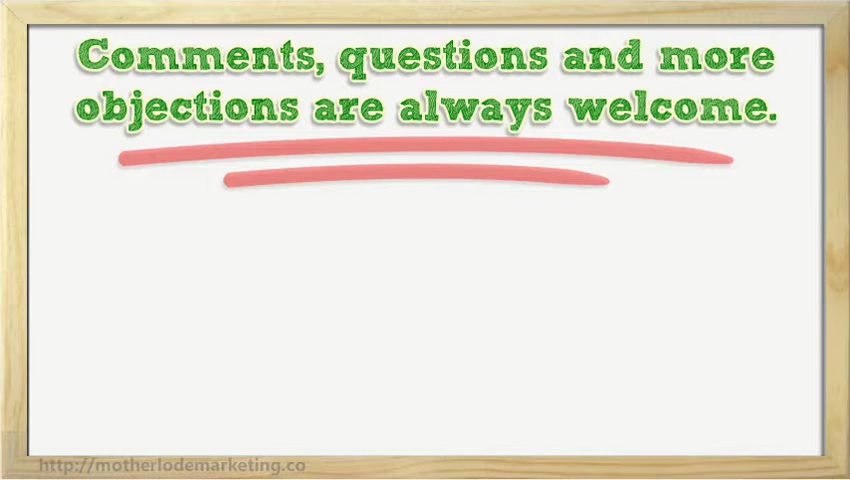 Comments, questions and more
objections are always welcome.
http://motherlodemarketing.co